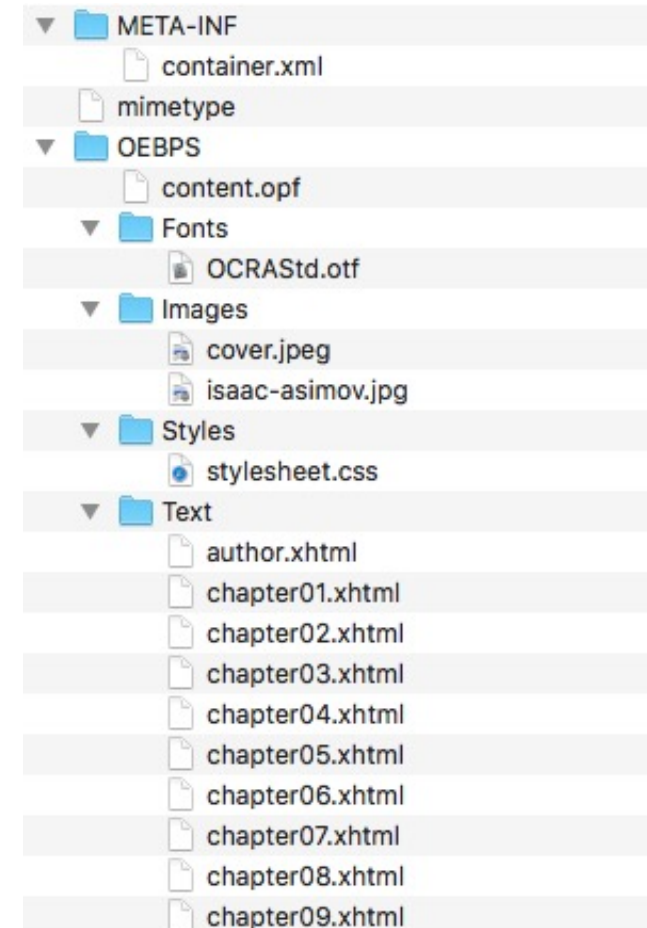 META-INF
container.xml
mimetype
OEBPS
content.opf
Fonts
OCRAStd.otf
Images
cover.jpeg
isaac-asimov.jpg
Styles
stylesheet.css
Text
author.xhtml
chapter01.xhtml
chapter02.xhtml
chapter03.xhtml
chapter04.xhtml
chapter05.xhtml
chapter06.xhtml
chapter07.xhtml
chapter08.xhtml
chapter09.xhtml